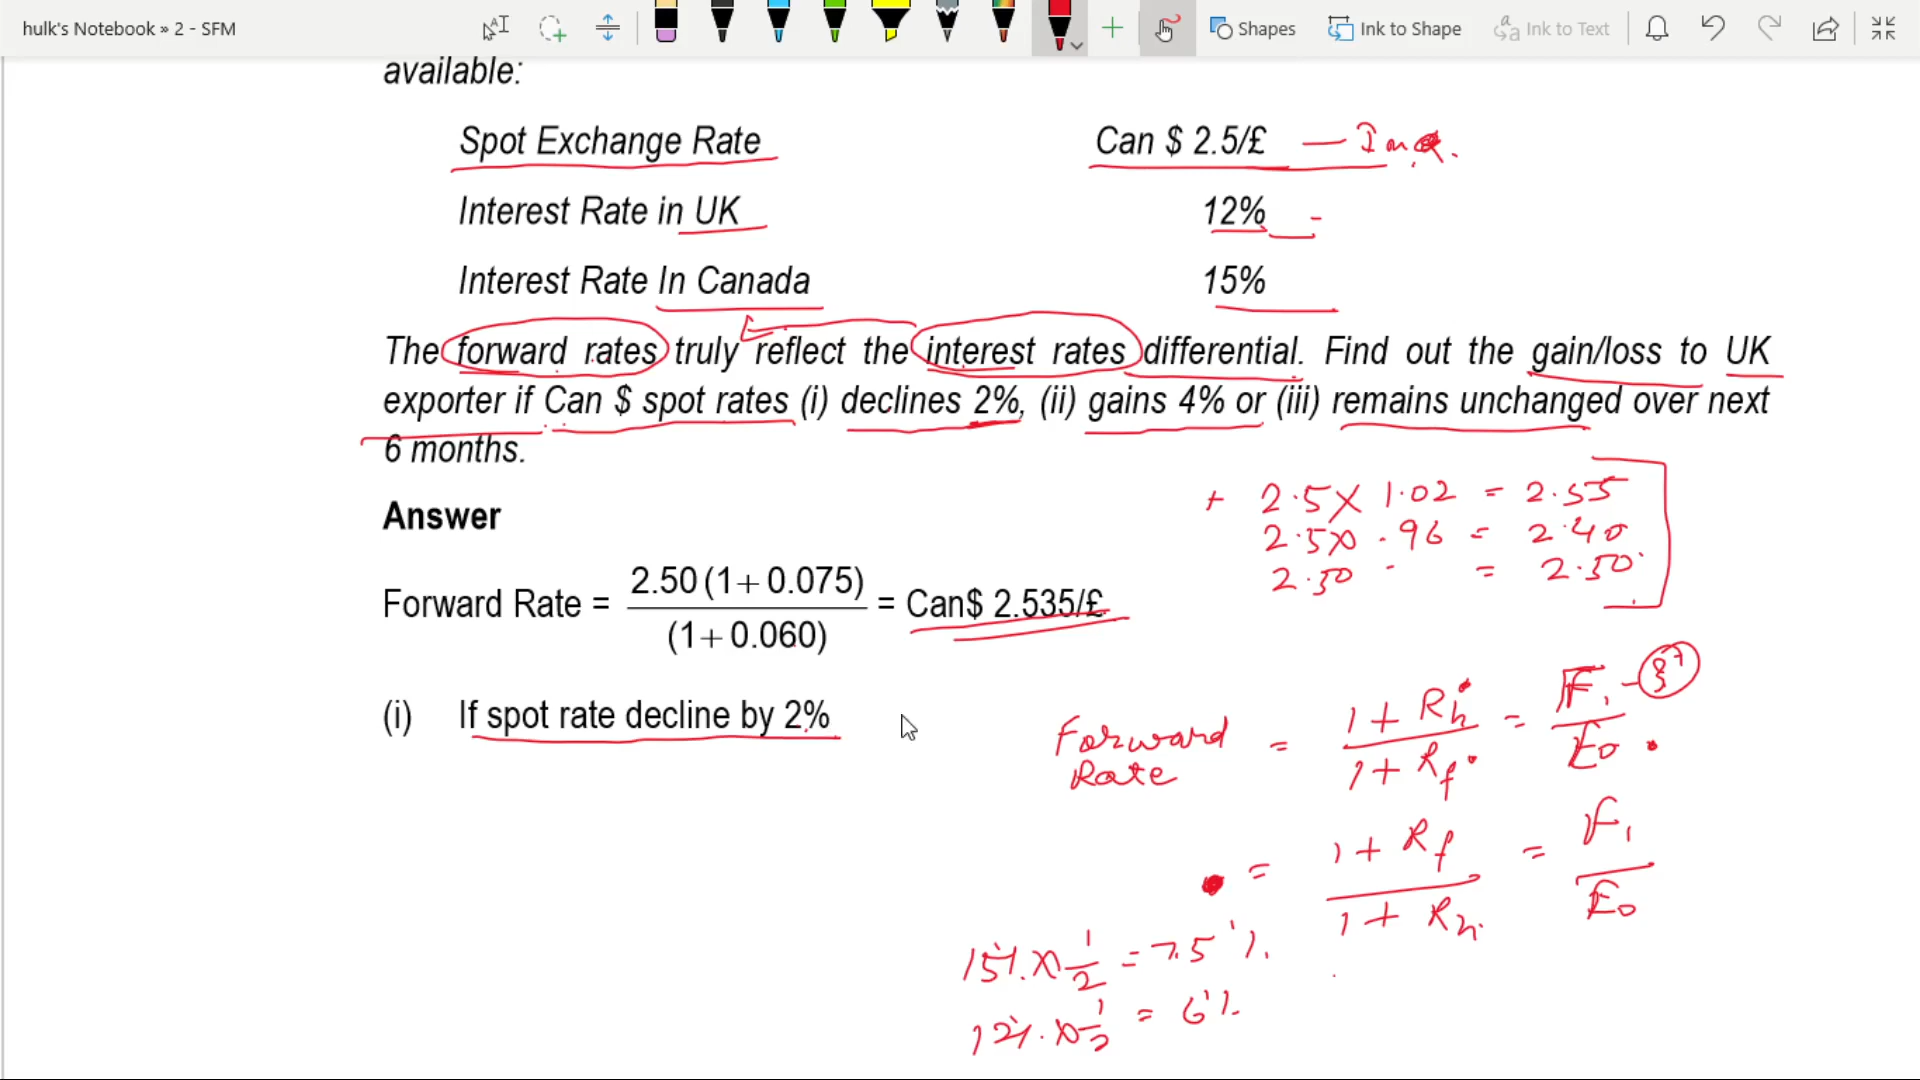 hulk's Notebook » 2 - SFM
Shapes
Ink to Shape
Ink to Text
available:
Spot Exchange Rate Can $ 2.5/£
Interest Rate in UK 12%
Interest Rate In Canada 15%
The forward rates truly reflect the interest rates differential. Find out the gain/loss to UK
exporter if Can $ spot rates (i) declines 2%, (ii) gains 4% or (iii) remains unchanged over next
6 months.
+ 2.5 X 1.02 = 2.55
2.5 X .96 = 2.40
2.50 = 2.50
Answer
Forward Rate = 2.50 (1+ 0.075) / (1+ 0.060) = Can$ 2.535/£
(i) If spot rate decline by 2%
Forward Rate = 1 + Rh / 1 + Rf = F1 / E0
= 1 + Rf / 1 + Rh = F1 / E0
15% X 1/2 = 7.5%
12% X 1/2 = 6%